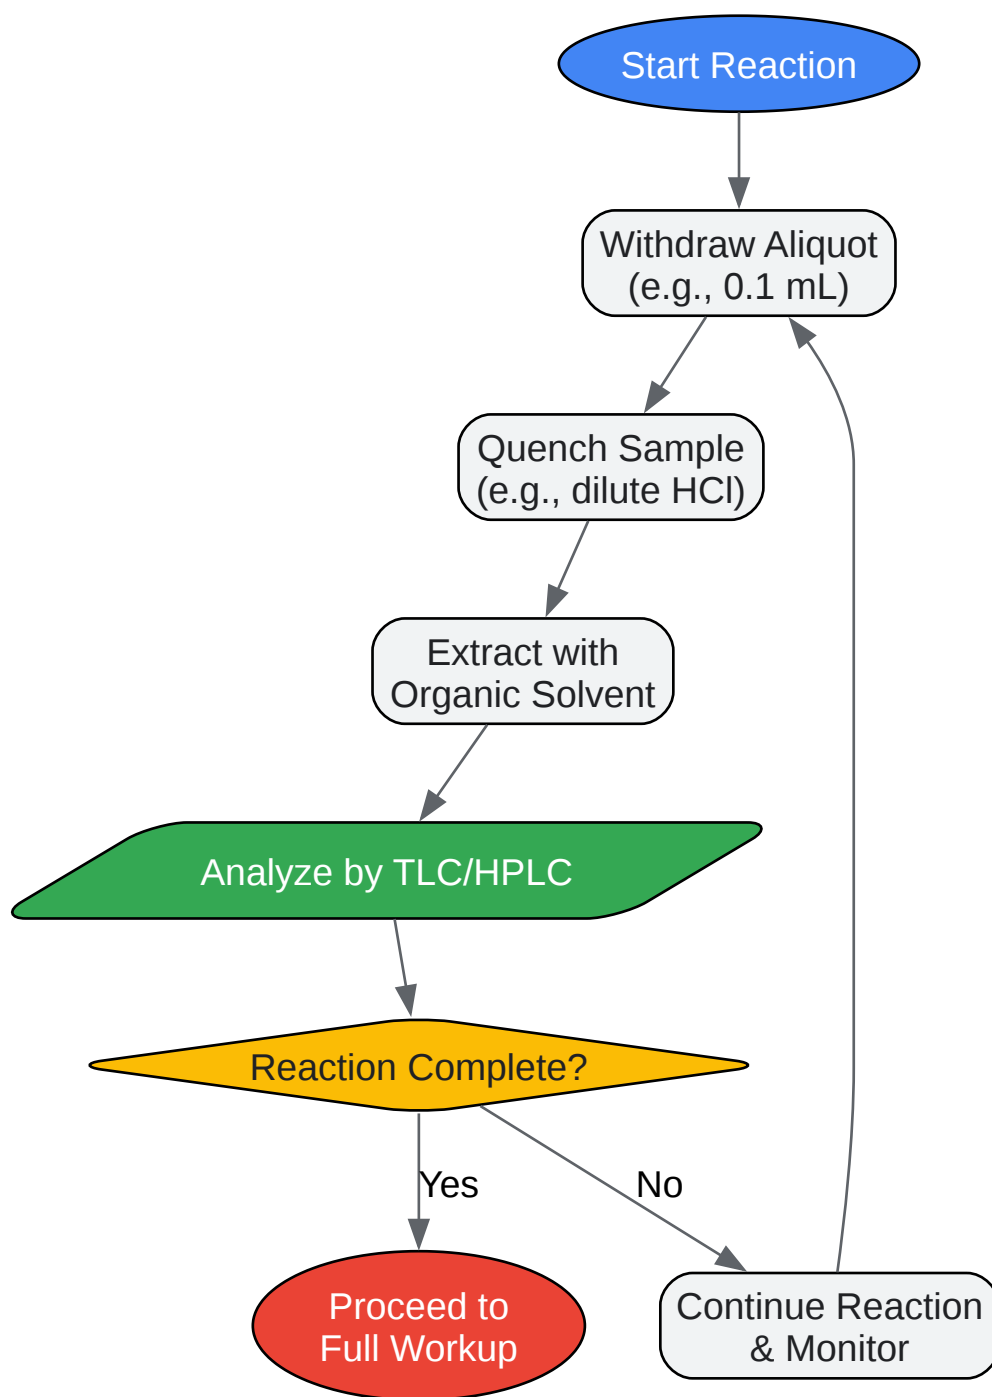 Start Reaction
Withdraw Aliquot
(e.g., 0.1 mL)
Quench Sample
(e.g., dilute HCl)
Extract with
Organic Solvent
Analyze by TLC/HPLC
Reaction Complete?
Yes
No
Proceed to
Full Workup
Continue Reaction
& Monitor